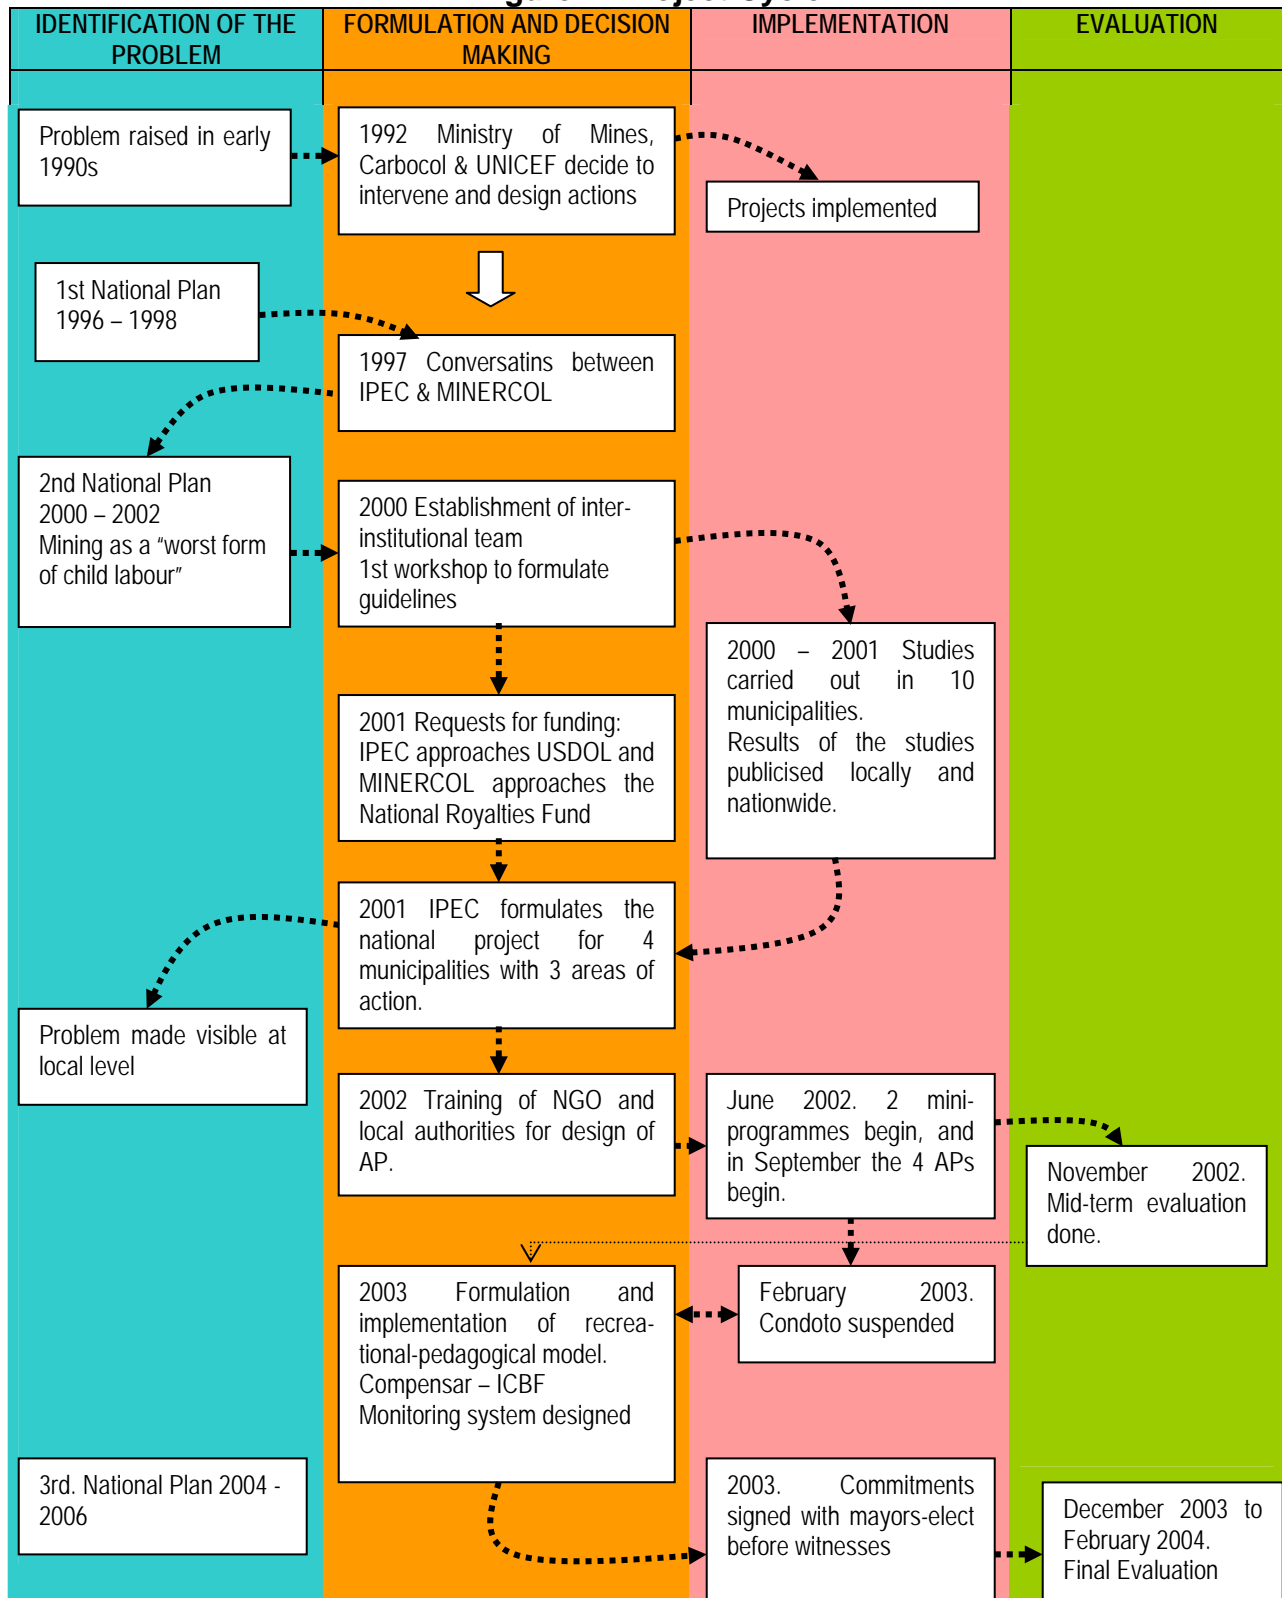 IDENTIFICATION OF THE
PROBLEM
FORMULATION AND DECISION
MAKING
IMPLEMENTATION
EVALUATION
Problem raised in early
1990s
1992 Ministry of Mines,
Carbocol & UNICEF decide to
intervene and design actions
Projects implemented
1st National Plan
1996 – 1998
1997 Conversatins between
IPEC & MINERCOL
2nd National Plan
2000 – 2002
Mining as a "worst form
of child labour"
2000 Establishment of inter-
institutional team
1st workshop to formulate
guidelines
2000 – 2001 Studies
carried out in 10
municipalities.
Results of the studies
publicised locally and
nationwide.
2001 Requests for funding:
IPEC approaches USDOL and
MINERCOL approaches the
National Royalties Fund
2001 IPEC formulates the
national project for 4
municipalities with 3 areas of
action.
Problem made visible at
local level
2002 Training of NGO and
local authorities for design of
AP.
June 2002. 2 mini-
programmes begin, and
in September the 4 APs
begin.
November 2002.
Mid-term evaluation
done.
2003 Formulation and
implementation of recrea-
tional-pedagogical model.
Compensar – ICBF
Monitoring system designed
February 2003.
Condoto suspended
3rd. National Plan 2004 -
2006
2003. Commitments
signed with mayors-elect
before witnesses
December 2003 to
February 2004.
Final Evaluation